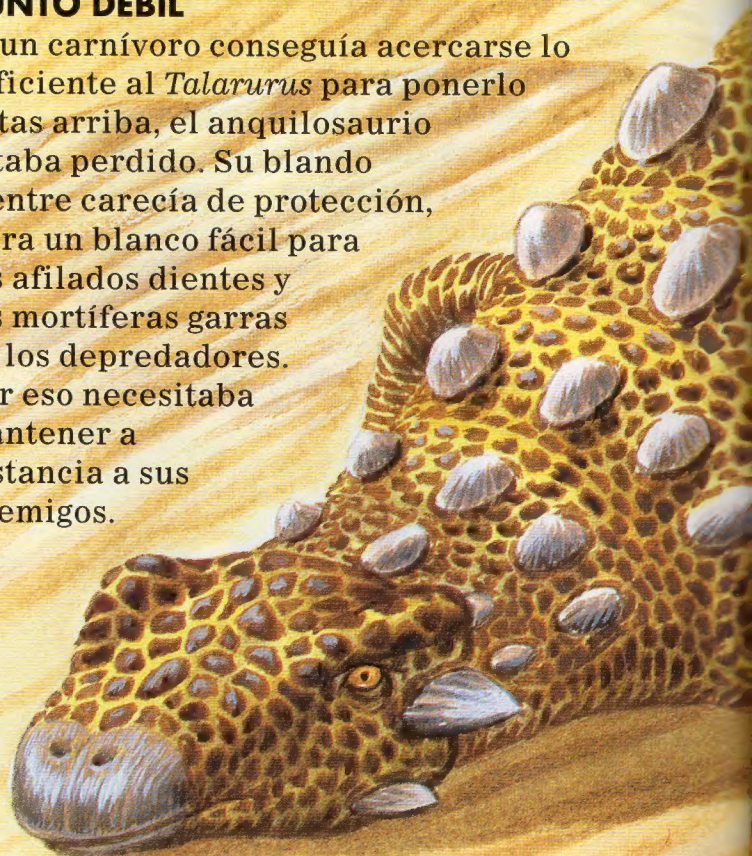 UNTO DEBIL
un carnívoro conseguía acercarse lo
ficiente al Talarurus para ponerlo
tas arriba, el anquilosaurio
taba perdido. Su blando
entre carecía de protección,
ra un blanco fácil para
s afilados dientes y
s mortíferas garras
los depredadores.
r eso necesitaba
antener a
stancia a sus
emigos.